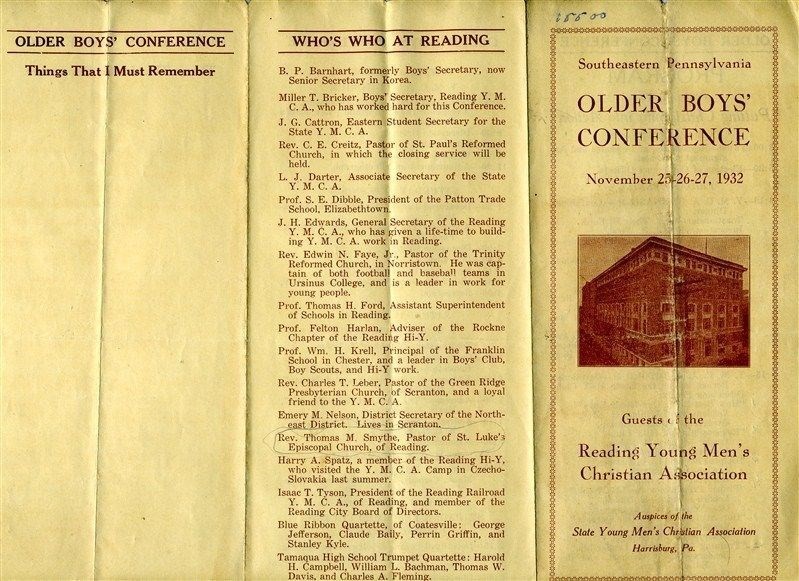 OLDER BOYS' CONFERENCE
Things That I Must Remember
WHO'S WHO AT READING
B. P. Barnhart, formerly Boys' Secretary, now
Senior Secretary in Korea.
Miller T. Bricker, Boys' Secretary, Reading Y. M.
C. A., who has worked hard for this Conference.
J. G. Cattron, Eastern Student Secretary for the
State Y. M. C. A.
Rev. C. E. Creitz, Pastor of St. Paul's Reformed
Church, in which the closing service will be
held.
L. J. Darter, Associate Secretary of the State
Y. M. C. A.
Prof. S. E. Dibble, President of the Patton Trade
School, Elizabethtown.
J. H. Edwards, General Secretary of the Reading
Y. M. C. A., who has given a life-time to build-
ing Y. M. C. A. work in Reading.
Rev. Edwin N. Faye, Jr., Pastor of the Trinity
Reformed Church, in Norristown. He was cap-
tain of both football and baseball teams in
Ursinus College, and is a leader in work for
young people.
Prof. Thomas H. Ford, Assistant Superintendent
of Schools in Reading.
Prof. Felton Harlan, Adviser of the Rockne
Chapter of the Reading Hi-Y.
Prof. Wm. H. Krell, Principal of the Franklin
School in Chester, and a leader in Boys' Club,
Boy Scouts, and Hi-Y work.
Rev. Charles T. Leber, Pastor of the Green Ridge
Presbyterian Church, of Scranton, and a loyal
friend to the Y. M. C. A.
Emery M. Nelson, District Secretary of the North-
east District. Lives in Scranton.
Rev. Thomas M. Smythe, Pastor of St. Luke's
Episcopal Church, of Reading.
Harry A. Spatz, a member of the Reading Hi-Y,
who visited the Y. M. C. A. Camp in Czecho-
Slovakia last summer.
Isaac T. Tyson, President of the Reading Railroad
Y. M. C. A., of Reading, and member of the
Reading City Board of Directors.
Blue Ribbon Quartette, of Coatesville: George
Jefferson, Claude Baily, Perrin Griffin, and
Stanley Kyle.
Tamaqua High School Trumpet Quartette: Harold
H. Campbell, William L. Bachman, Thomas W.
Davis, and Charles A. Fleming.
Southeastern Pennsylvania
OLDER BOYS'
CONFERENCE
November 25-26-27, 1932
Guests of the
Reading Young Men's
Christian Association
Auspices of the
State Young Men's Christian Association
Harrisburg, Pa.